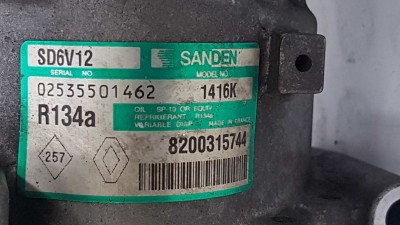 SD6V12 SANDEN
SERIAL NO. MODEL NO.
02535501462 1416K
R134a
OIL SP-10 OR EQUIV
REFRIGERANT R134a
VARIABLE DISP. MADE IN FRANCE
257
8200315744